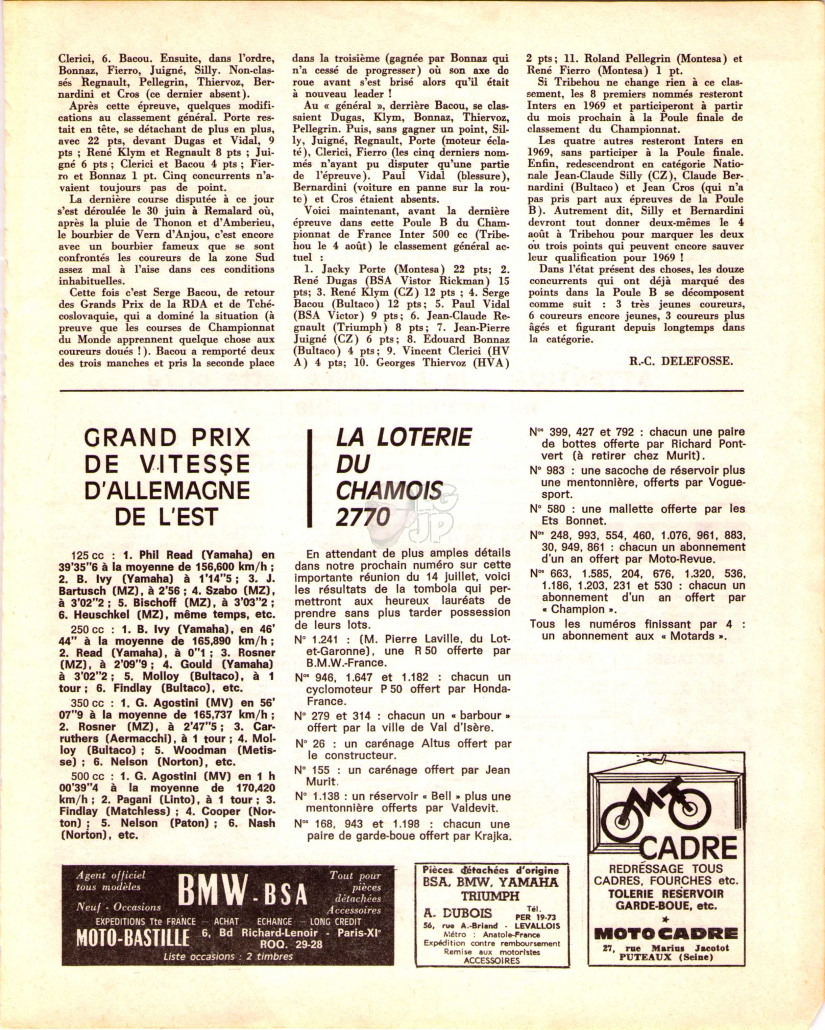 Clerici, 6. Bacou. Ensuite, dans l'ordre,
Bonnaz, Fierro, Juigné, Silly. Non-clas-
sés Regnault, Pellegrin, Thiervoz, Ber-
nardini et Cros (ce dernier absent).
Après cette épreuve, quelques modifi-
cations au classement général. Porte res-
tait en tête, se détachant de plus en plus,
avec 22 pts, devant Dugas et Vidal, 9
pts ; René Klym et Regnault 8 pts ; Jui-
gné 6 pts ; Clerici et Bacou 4 pts ; Fier-
ro et Bonnaz 1 pt. Cinq concurrents n'a-
vaient toujours pas de point.
La dernière course disputée à ce jour
s'est déroulée le 30 juin à Remalard où,
après la pluie de Thonon et d'Amberieu,
le bourbier de Vern d'Anjou, c'est encore
avec un bourbier fameux que se sont
confrontés les coureurs de la zone Sud
assez mal à l'aise dans ces conditions
inhabituelles.
Cette fois c'est Serge Bacou, de retour
des Grands Prix de la RDA et de Tché-
coslovaquie, qui a dominé la situation (à
preuve que les courses de Championnat
du Monde apprennent quelque chose aux
coureurs doués ! ). Bacou a remporté deux
des trois manches et pris la seconde place
dans la troisième (gagnée par Bonnaz qui
n'a cessé de progresser) où son axe de
roue avant s'est brisé alors qu'il était
à nouveau leader !
Au « général », derrière Bacou, se clas-
saient Dugas, Klym, Bonnaz, Thiervoz,
Pellegrin. Puis, sans gagner un point, Sil-
ly, Juigné, Regnault, Porte (moteur écla-
té), Clerici, Fierro (les cinq derniers nom-
més n'ayant pu disputer qu'une partie
de l'épreuve). Paul Vidal (blessure),
Bernardini (voiture en panne sur la rou-
te) et Cros étaient absents.
Voici maintenant, avant la dernière
épreuve dans cette Poule B du Cham-
pionnat de France Inter 500 cc (Tribe-
hou le 4 août) le classement général ac-
tuel :
1. Jacky Porte (Montesa) 22 pts; 2.
René Dugas (BSA Vistor Rickman) 15
pts; 3. René Klym (CZ) 12 pts ; 4. Serge
Bacou (Bultaco) 12 pts; 5. Paul Vidal
(BSA Victor) 9 pts; 6. Jean-Claude Re-
gnault (Triumph) 8 pts; 7. Jean-Pierre
Juigné (CZ) 6 pts; 8. Edouard Bonnaz
(Bultaco) 4 pts; 9. Vincent Clerici (HV
A) 4 pts; 10. Georges Thiervoz (HVA)
2 pts; 11. Roland Pellegrin (Montesa) et
René Fierro (Montesa) 1 pt.
Si Tribehou ne change rien à ce clas-
sement, les 8 premiers nommés resteront
Inters en 1969 et participeront à partir
du mois prochain à la Poule finale de
classement du Championnat.
Les quatre autres resteront Inters en
1969, sans participer à la Poule finale.
Enfin, redescendront en catégorie Natio-
nale Jean-Claude Silly (CZ), Claude Ber-
nardini (Bultaco) et Jean Cros (qui n'a
pas pris part aux épreuves de la Poule
B). Autrement dit, Silly et Bernardini
devront tout donner deux-mêmes le 4
août à Tribehou pour marquer les deux
ou trois points qui peuvent encore sauver
leur qualification pour 1969 !
Dans l'état présent des choses, les douze
concurrents qui ont déjà marqué des
points dans la Poule B se décomposent
comme suit : 3 très jeunes coureurs,
6 coureurs encore jeunes, 3 coureurs plus
âgés et figurant depuis longtemps dans
la catégorie.
R.-C. DELEFOSSE.
GRAND PRIX
DE VITESSE
D'ALLEMAGNE
DE L'EST
125 cc : 1. Phil Read (Yamaha) en
39'35"6 à la moyenne de 156,600 km/h ;
2. B. Ivy (Yamaha) à 1'14"5 ; 3. J.
Bartusch (MZ), à 2'56 ; 4. Szabo (MZ),
à 3'02"2 ; 5. Bischoff (MZ), à 3'03"2 ;
6. Heuschkel (MZ), même temps, etc.
250 cc : 1. B. Ivy (Yamaha), en 46'
44" à la moyenne de 165,890 km/h ;
2. Read (Yamaha), à 0"1 ; 3. Rosner
(MZ), à 2'09"9 ; 4. Gould (Yamaha)
à 3'02"2 ; 5. Molloy (Bultaco), à 1
tour ; 6. Findlay (Bultaco), etc.
350 cc : 1. G. Agostini (MV) en 56'
07"9 à la moyenne de 165,737 km/h ;
2. Rosner (MZ), à 2'47"5 ; 3. Car-
ruthers (Aermacchi), à 1 tour ; 4. Mol-
loy (Bultaco) ; 5. Woodman (Metis-
se) ; 6. Nelson (Norton), etc.
500 cc : 1. G. Agostini (MV) en 1 h
00'39"4 à la moyenne de 170,420
km/h ; 2. Pagani (Linto), à 1 tour ; 3.
Findlay (Matchless) ; 4. Cooper (Nor-
ton) ; 5. Nelson (Paton) ; 6. Nash
(Norton), etc.
LA LOTERIE
DU
CHAMOIS
2770
En attendant de plus amples détails
dans notre prochain numéro sur cette
importante réunion du 14 juillet, voici
les résultats de la tombola qui per-
mettront aux heureux lauréats de
prendre sans plus tarder possession
de leurs lots.
N° 1.241 : (M. Pierre Laville, du Lot-
et-Garonne), une R 50 offerte par
B.M.W.-France.
Nos 946, 1.647 et 1.182 : chacun un
cyclomoteur P 50 offert par Honda-
France.
N° 279 et 314 : chacun un « barbour »
offert par la ville de Val d'Isère.
N° 26 : un carénage Altus offert par
le constructeur.
N° 155 : un carénage offert par Jean
Murit.
N° 1.138 : un réservoir « Bell » plus une
mentonnière offerts par Valdevit.
Nos 168, 943 et 1.198 : chacun une
paire de garde-boue offert par Krajka.
Nos 399, 427 et 792 : chacun une paire
de bottes offerte par Richard Pont-
vert (à retirer chez Murit).
N° 983 : une sacoche de réservoir plus
une mentonnière, offerts par Vogue-
sport.
N° 580 : une mallette offerte par les
Ets Bonnet.
Nos 248, 993, 554, 460, 1.076, 961, 883,
30, 949, 861 : chacun un abonnement
d'un an offert par Moto-Revue.
Nos 663, 1.585, 204, 676, 1.320, 536,
1.186, 1.203, 231 et 530 : chacun un
abonnement d'un an offert par
« Champion ».
Tous les numéros finissant par 4 :
un abonnement aux « Motards ».
Agent officiel
tous modèles
Neuf - Occasions
BMW-BSA
Tout pour
pièces
détachées
Accessoires
EXPEDITIONS Tte FRANCE - ACHAT ECHANGE - LONG CREDIT
MOTO-BASTILLE 6, Bd Richard-Lenoir - Paris-XIe
ROQ. 29-28
Liste occasions : 2 timbres
Pièces détachées d'origine
BSA, BMW, YAMAHA
TRIUMPH
A. DUBOIS Tél. PER 19-73
56, rue A.-Briand - LEVALLOIS
Métro : Anatole-France
Expédition contre remboursement
Remise aux motoristes
ACCESSOIRES
MOTO
CADRE
REDRESSAGE TOUS
CADRES, FOURCHES etc.
TOLERIE RESERVOIR
GARDE-BOUE, etc.
*
MOTOCADRE
27, rue Marius Jacotot
PUTEAUX (Seine)
LG
JP